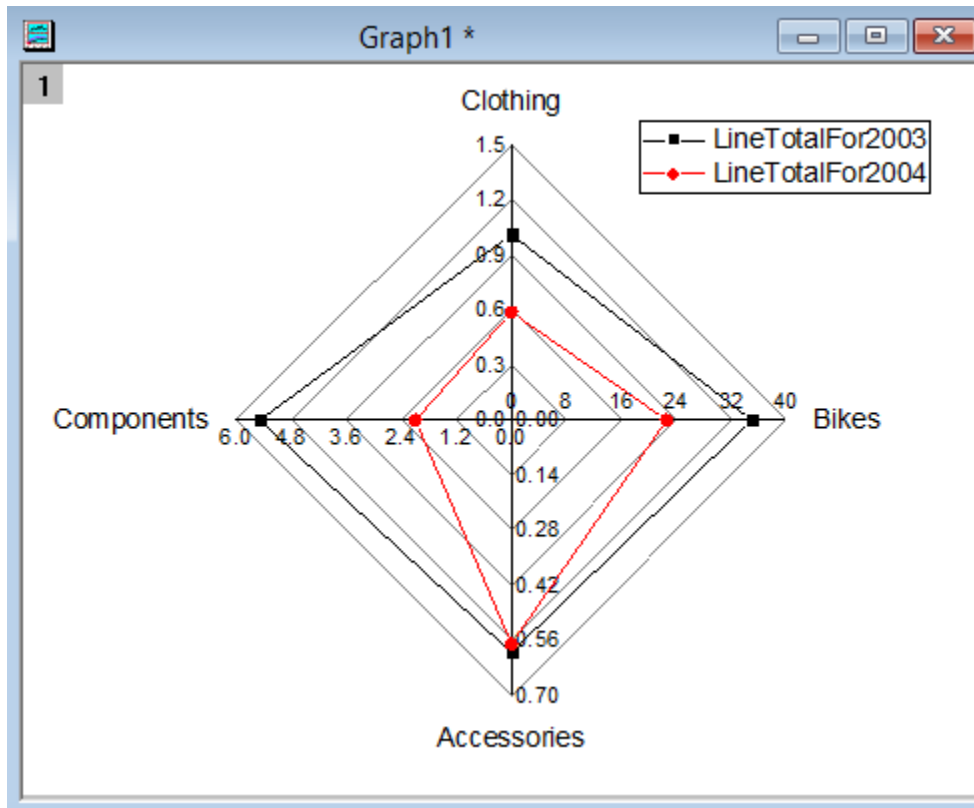 Graph1 *
1
Clothing
LineTotalFor2003
LineTotalFor2004
1.5
1.2
0.9
0.6
0.3
0 8 16 24 32 40
Components 0.0 0.00 Bikes
6.0 4.8 3.6 2.4 1.2 0.0
0.14
0.28
0.42
0.56
0.70
Accessories